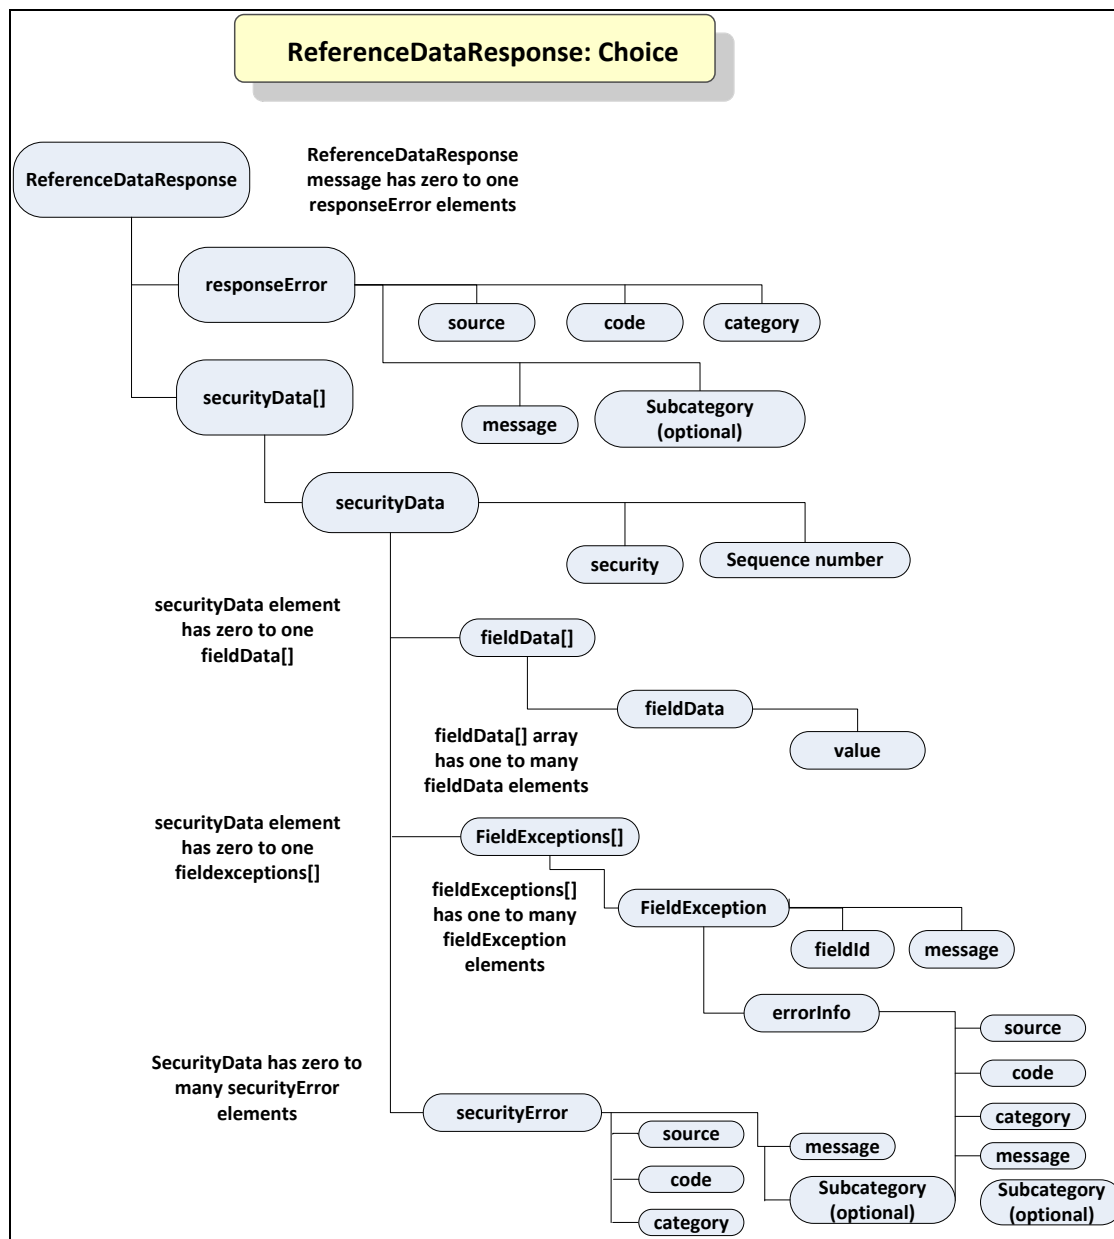 ReferenceDataResponse: Choice
ReferenceDataResponse
message has zero to one
responseError elements
ReferenceDataResponse
responseError
source
code
category
securityData[]
message
Subcategory
(optional)
securityData
security
Sequence number
securityData element
has zero to one
fieldData[]
fieldData[]
fieldData
value
fieldData[] array
has one to many
fieldData elements
securityData element
has zero to one
fieldexceptions[]
FieldExceptions[]
fieldExceptions[]
has one to many
fieldException
elements
FieldException
fieldId
message
errorInfo
source
code
category
message
Subcategory
(optional)
SecurityData has zero to
many securityError
elements
securityError
source
code
category
message
Subcategory
(optional)